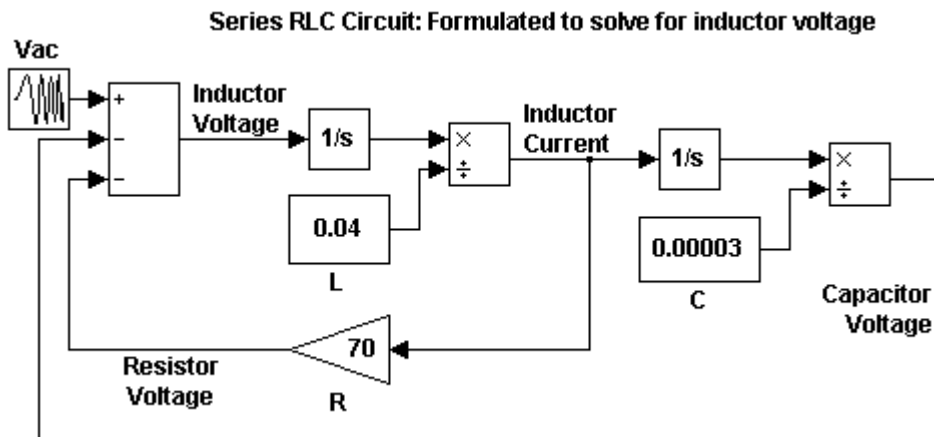 Series RLC Circuit: Formulated to solve for inductor voltage
Vac
+
−
−
Inductor
Voltage
1/s
×
÷
Inductor
Current
1/s
×
÷
0.04
L
0.00003
C
Capacitor
Voltage
70
R
Resistor
Voltage